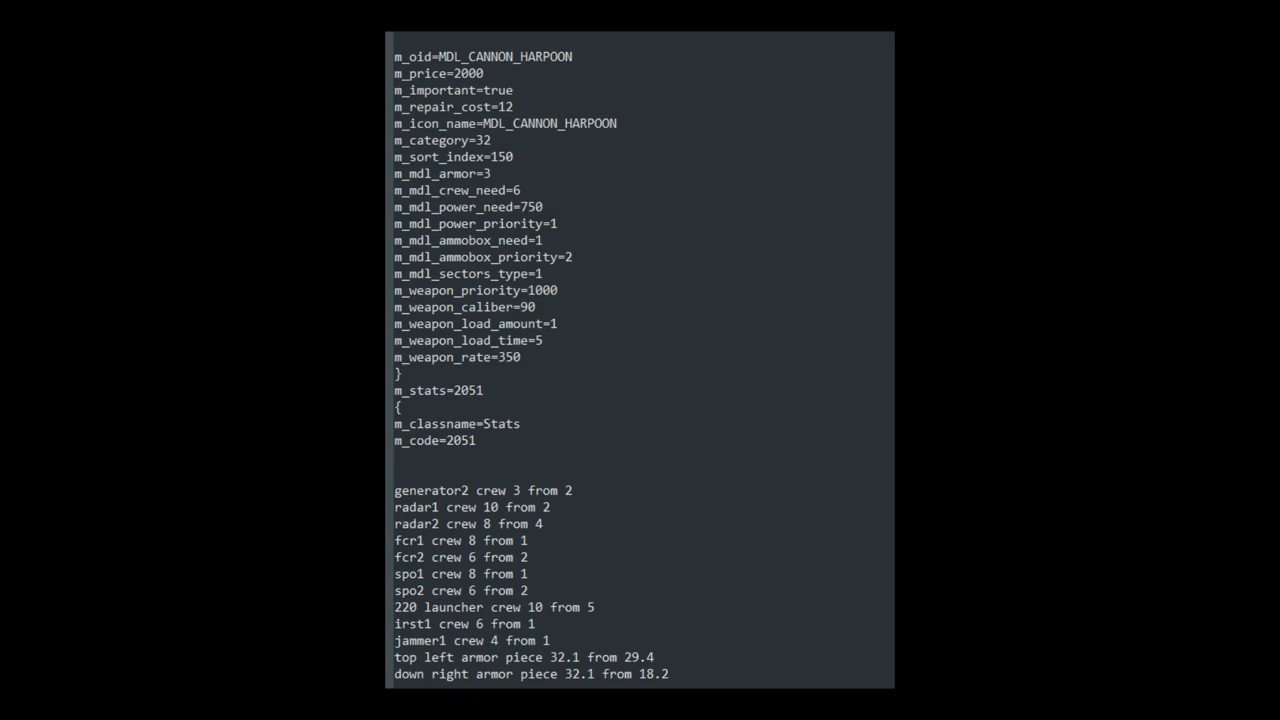 m_oid=MDL_CANNON_HARPOON
m_price=2000
m_important=true
m_repair_cost=12
m_icon_name=MDL_CANNON_HARPOON
m_category=32
m_sort_index=150
m_mdl_armor=3
m_mdl_crew_need=6
m_mdl_power_need=750
m_mdl_power_priority=1
m_mdl_ammobox_need=1
m_mdl_ammobox_priority=2
m_mdl_sectors_type=1
m_weapon_priority=1000
m_weapon_caliber=90
m_weapon_load_amount=1
m_weapon_load_time=5
m_weapon_rate=350
}
m_stats=2051
{
m_classname=Stats
m_code=2051
generator2 crew 3 from 2
radar1 crew 10 from 2
radar2 crew 8 from 4
fcr1 crew 8 from 1
fcr2 crew 6 from 2
spo1 crew 8 from 1
spo2 crew 6 from 2
220 launcher crew 10 from 5
irst1 crew 6 from 1
jammer1 crew 4 from 1
top left armor piece 32.1 from 29.4
down right armor piece 32.1 from 18.2